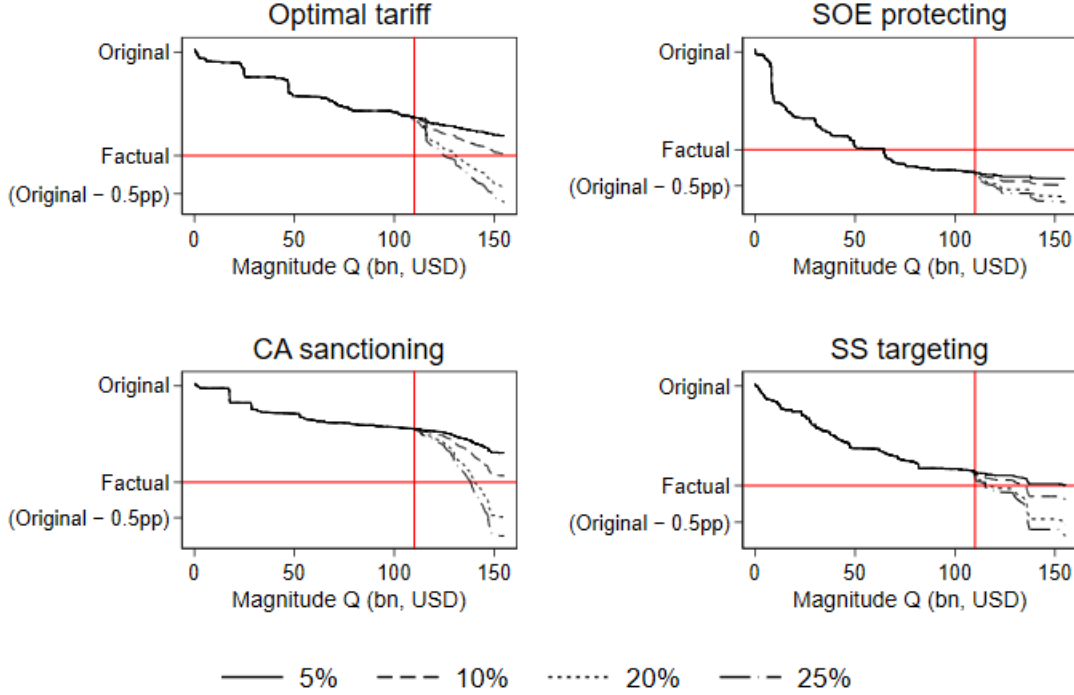 Optimal tariff
Original
Factual
(Original − 0.5pp)
0 50 100 150
Magnitude Q (bn, USD)
SOE protecting
Original
Factual
(Original − 0.5pp)
0 50 100 150
Magnitude Q (bn, USD)
CA sanctioning
Original
Factual
(Original − 0.5pp)
0 50 100 150
Magnitude Q (bn, USD)
SS targeting
Original
Factual
(Original − 0.5pp)
0 50 100 150
Magnitude Q (bn, USD)
5% 10% 20% 25%